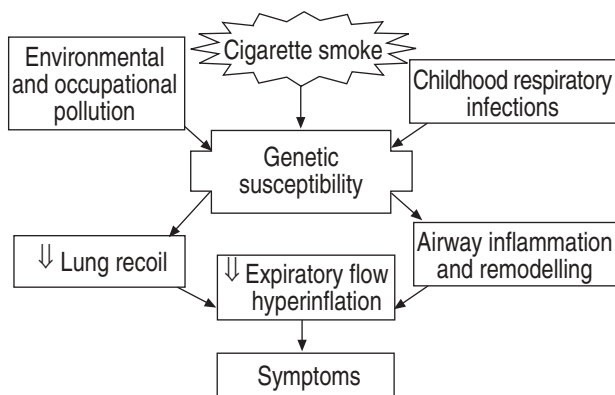 Cigarette smoke
Environmental
and occupational
pollution
Childhood respiratory
infections
Genetic
susceptibility
⇓ Lung recoil
⇓ Expiratory flow
hyperinflation
Airway inflammation
and remodelling
Symptoms